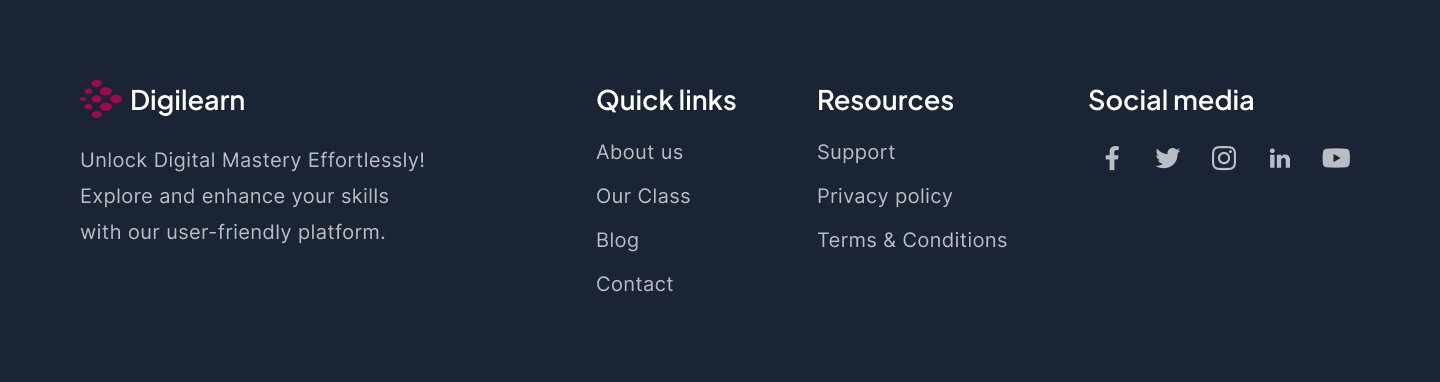 Digilearn
Unlock Digital Mastery Effortlessly!
Explore and enhance your skills
with our user-friendly platform.
Quick links
About us
Our Class
Blog
Contact
Resources
Support
Privacy policy
Terms & Conditions
Social media